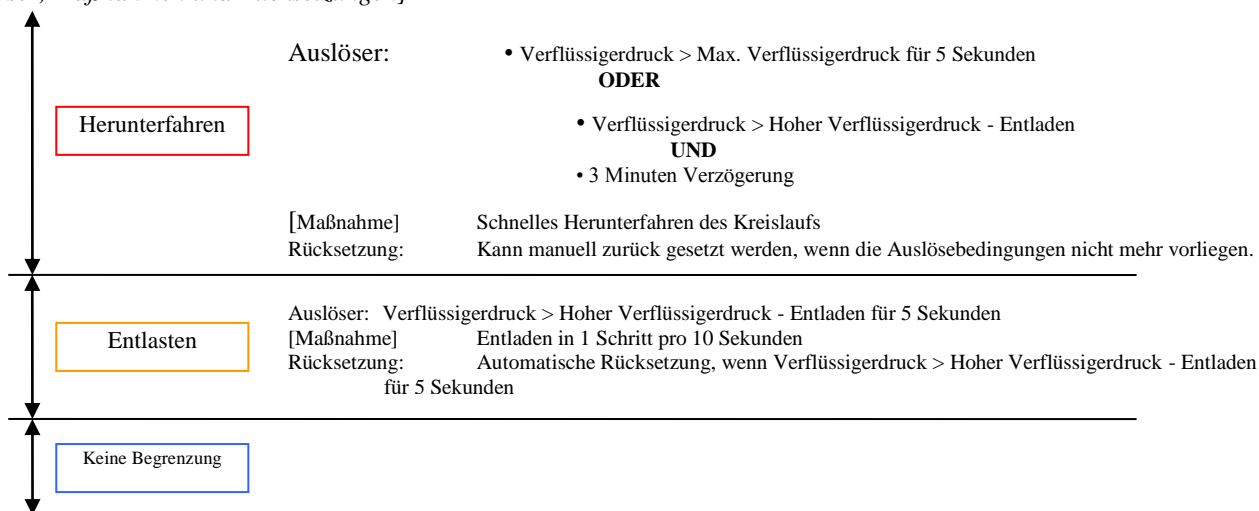 Auslöser: • Verflüssigerdruck > Max. Verflüssigerdruck für 5 Sekunden
ODER
Herunterfahren
• Verflüssigerdruck > Hoher Verflüssigerdruck - Entladen
UND
• 3 Minuten Verzögerung
[Maßnahme] Schnelles Herunterfahren des Kreislaufs
Rücksetzung: Kann manuell zurück gesetzt werden, wenn die Auslösebedingungen nicht mehr vorliegen.
Auslöser: Verflüssigerdruck > Hoher Verflüssigerdruck - Entladen für 5 Sekunden
Entlasten
[Maßnahme] Entladen in 1 Schritt pro 10 Sekunden
Rücksetzung: Automatische Rücksetzung, wenn Verflüssigerdruck > Hoher Verflüssigerdruck - Entladen
für 5 Sekunden
Keine Begrenzung